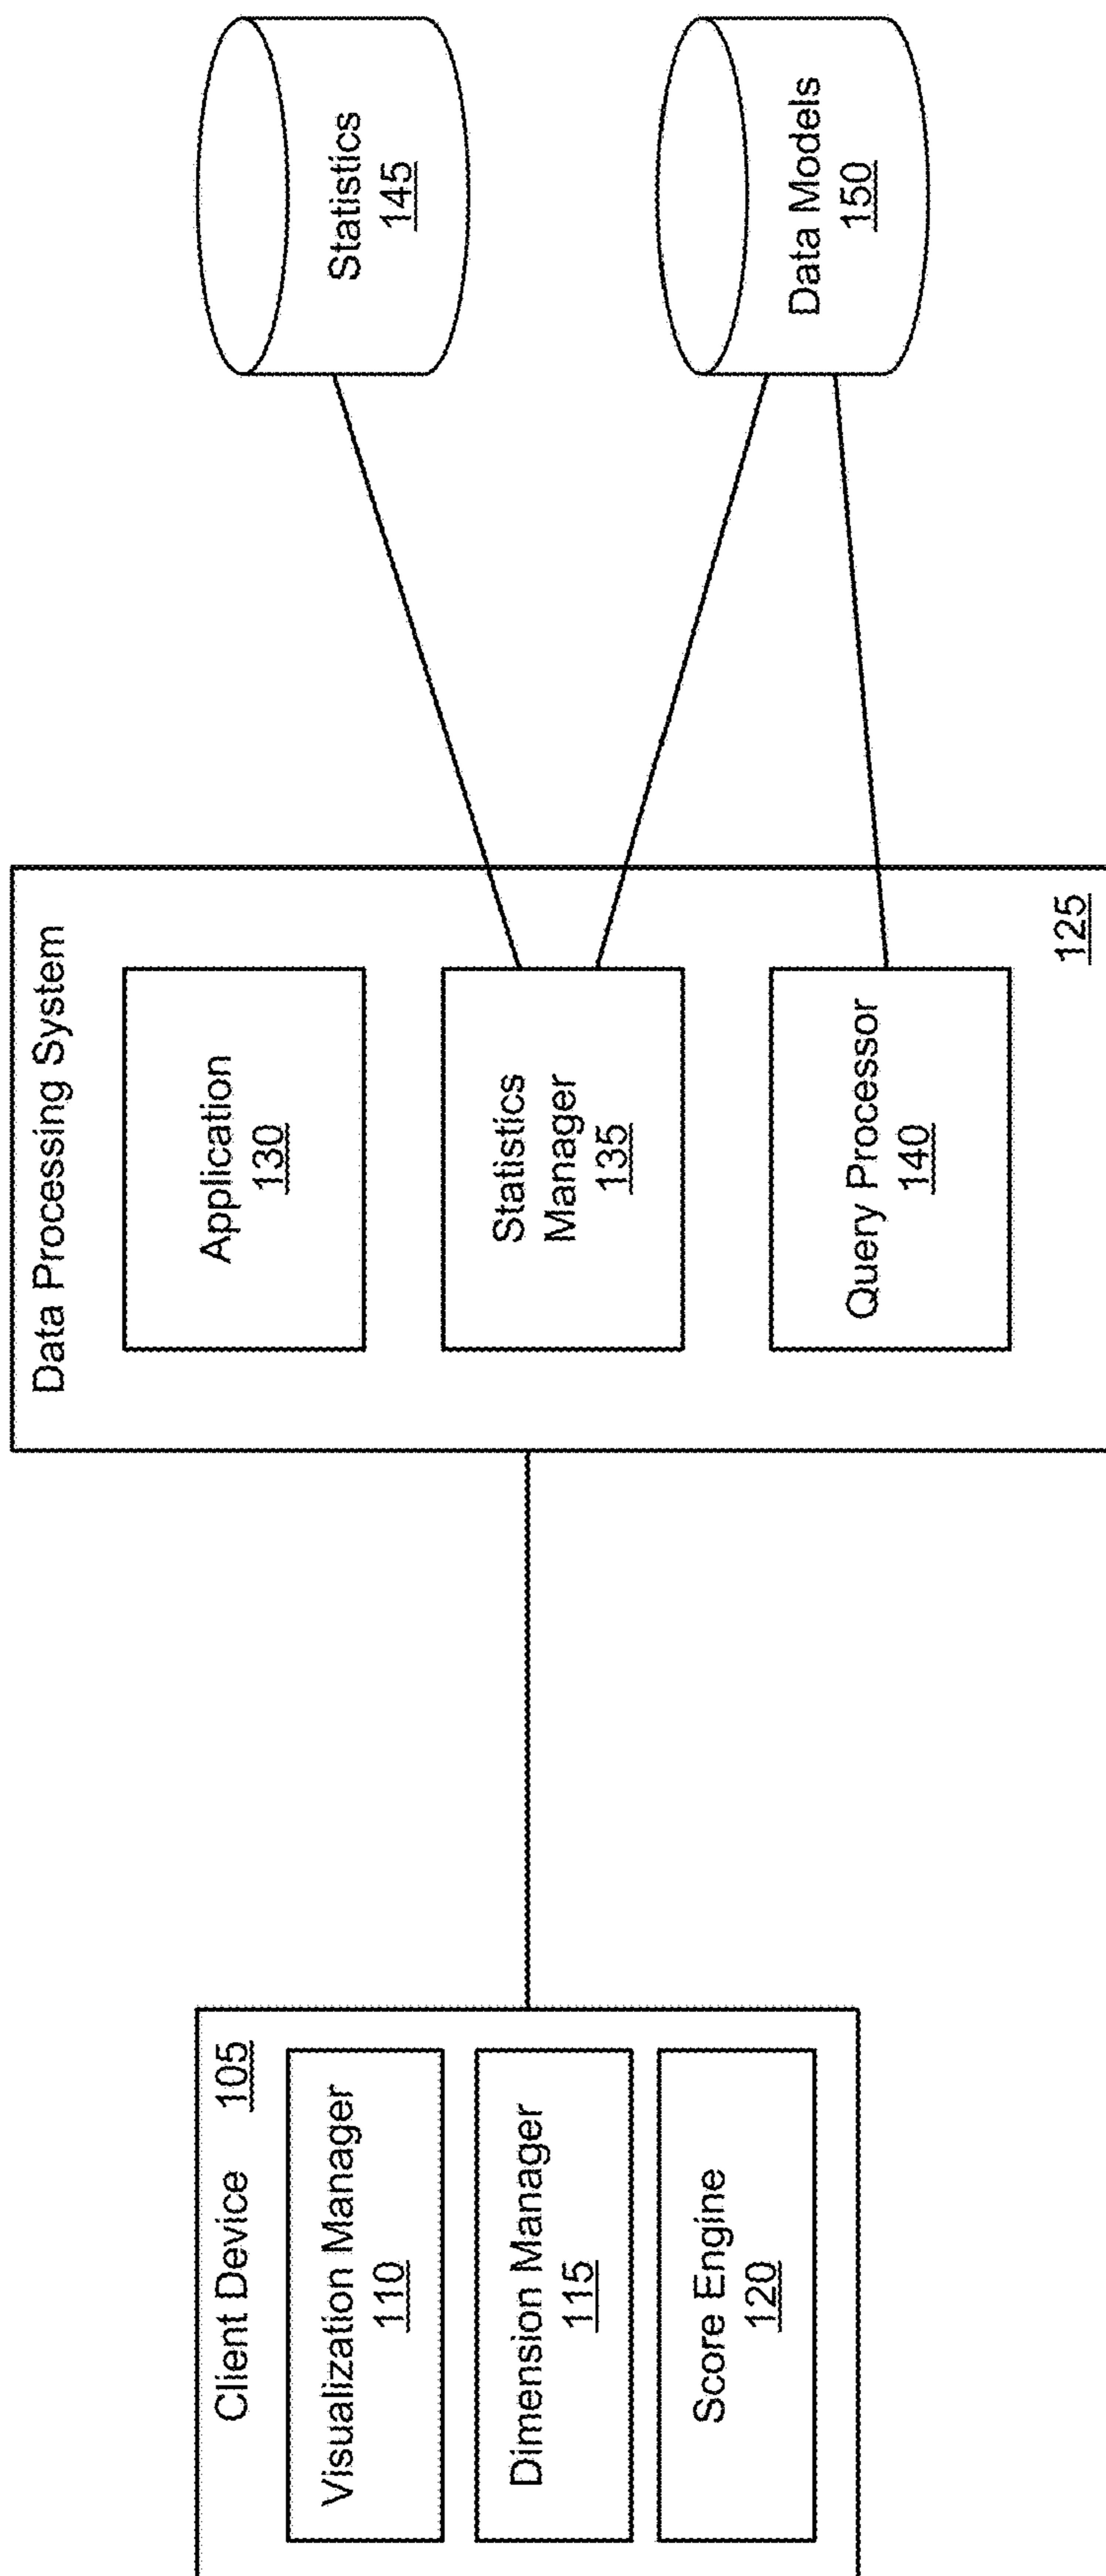 Client Device 105
Visualization Manager
110
Dimension Manager
115
Score Engine
120
Data Processing System
Application
130
Statistics
Manager
135
Query Processor
140
125
Statistics
145
Data Models
150